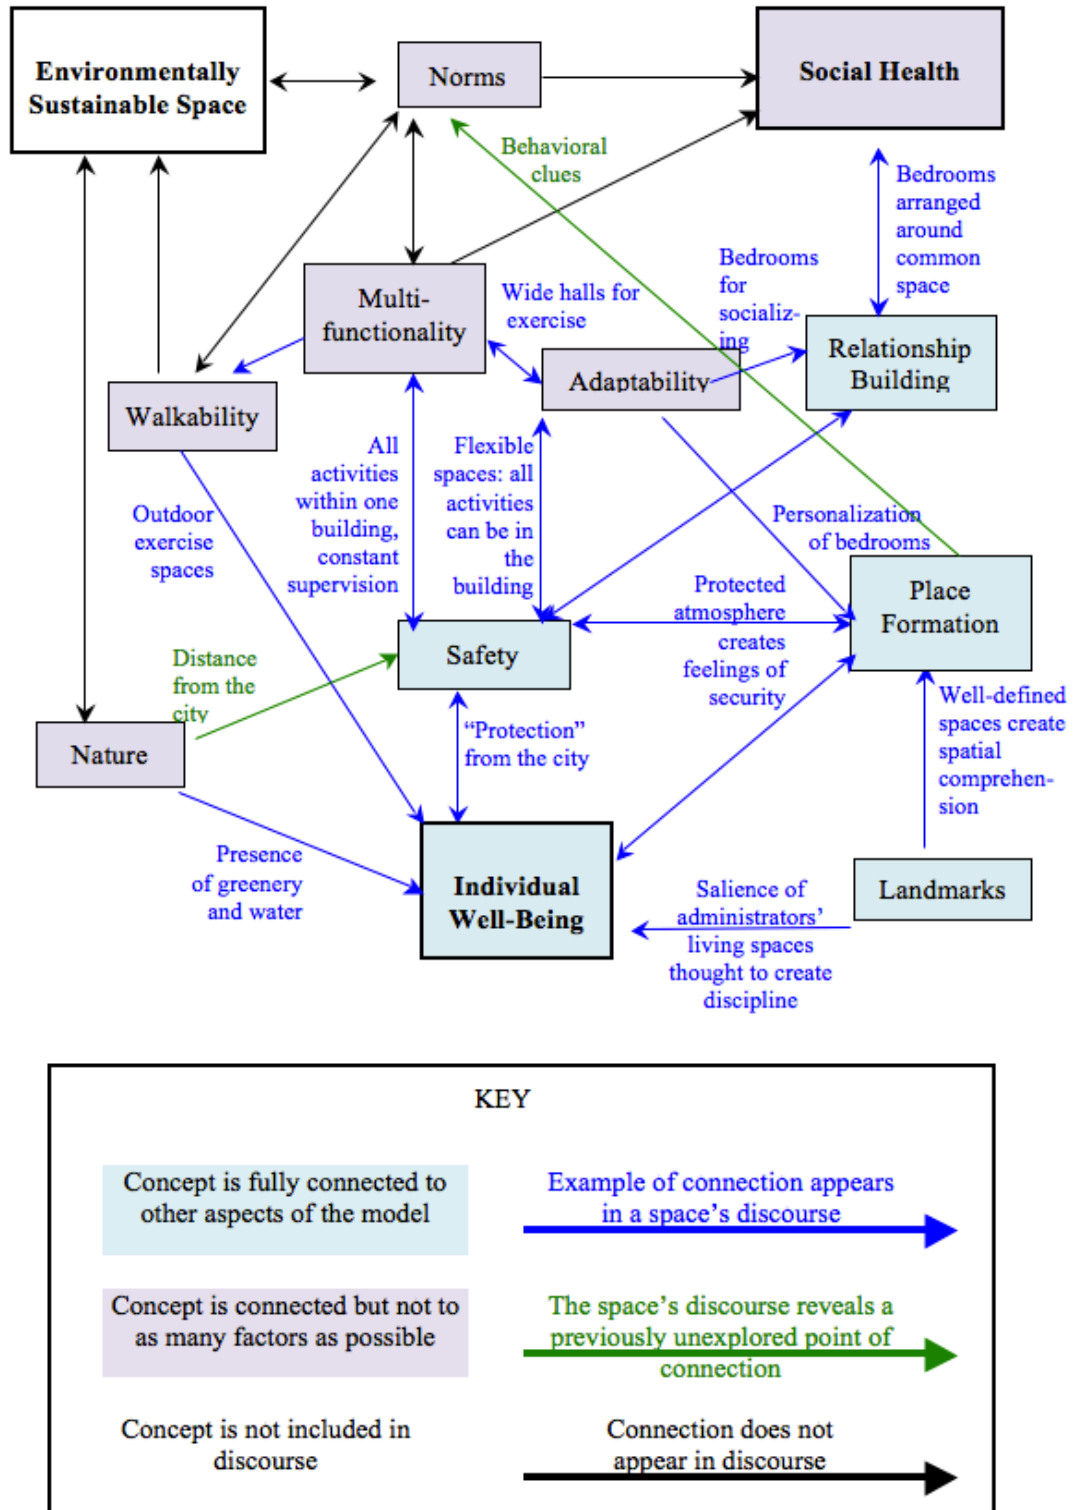 Environmentally
Sustainable Space
Norms
Social Health
Behavioral
clues
Bedrooms
arranged
around
common
space
Bedrooms
for
socializ-
ing
Multi-
functionality
Wide halls for
exercise
Relationship
Building
Adaptability
Walkability
All
activities
within one
building,
constant
supervision
Flexible
spaces: all
activities
can be in
the
building
Outdoor
exercise
spaces
Personalization
of bedrooms
Protected
atmosphere
creates
feelings of
security
Place
Formation
Safety
Distance
from the
city
Nature
“Protection”
from the city
Well-defined
spaces create
spatial
comprehen-
sion
Presence
of greenery
and water
Individual
Well-Being
Salience of
administrators’
living spaces
thought to create
discipline
Landmarks
KEY
Concept is fully connected to
other aspects of the model
Example of connection appears
in a space’s discourse
Concept is connected but not to
as many factors as possible
The space’s discourse reveals a
previously unexplored point of
connection
Concept is not included in
discourse
Connection does not
appear in discourse